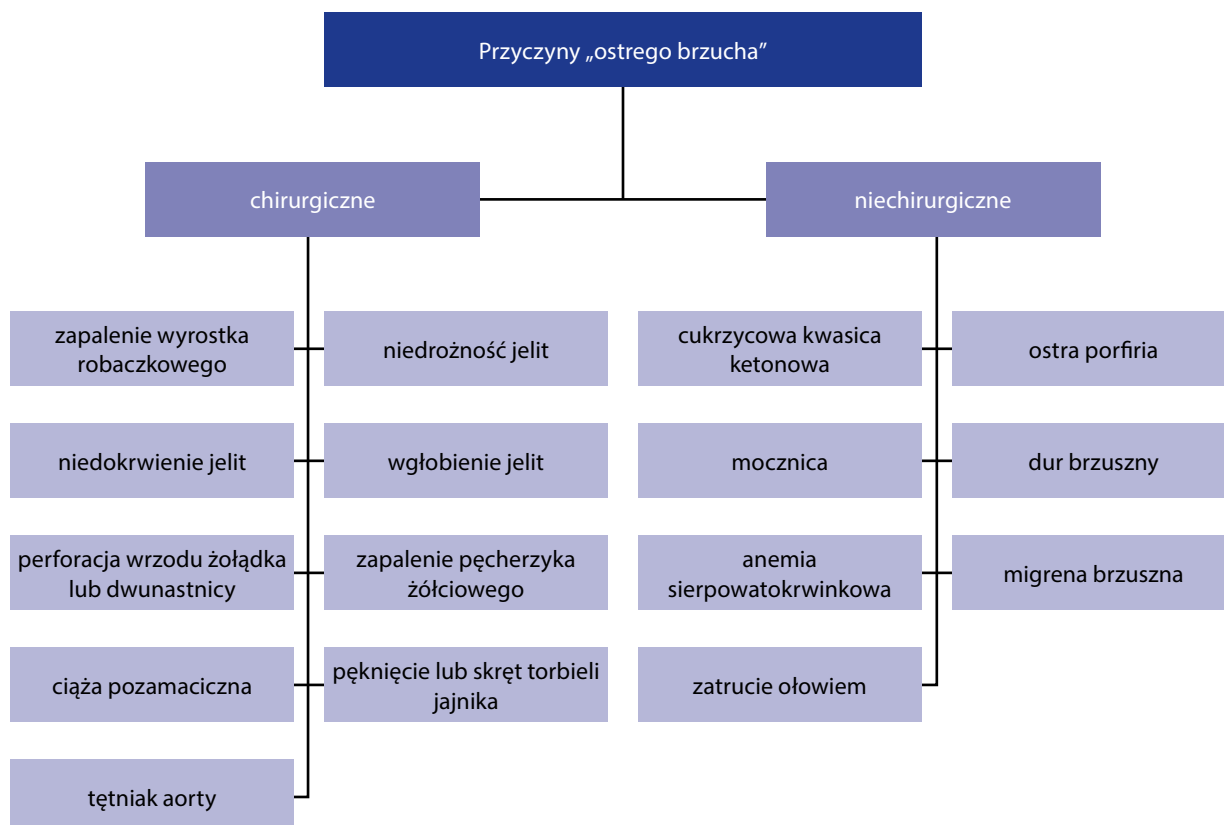 Przyczyny „ostrego brzucha”
chirurgiczne
niechirurgiczne
zapalenie wyrostka
robaczkowego
niedrożność jelit
cukrzycowa kwasica
ketonowa
ostra porfiria
niedokrwienie jelit
wgłobienie jelit
mocznica
dur brzuszny
perforacja wrzodu żołądka
lub dwunastnicy
zapalenie pęcherzyka
żółciowego
anemia
sierpowatokrwinkowa
migrena brzuszna
ciąża pozamaciczna
pęknięcie lub skręt torbieli
jajnika
zatrucie ołowiem
tętniak aorty